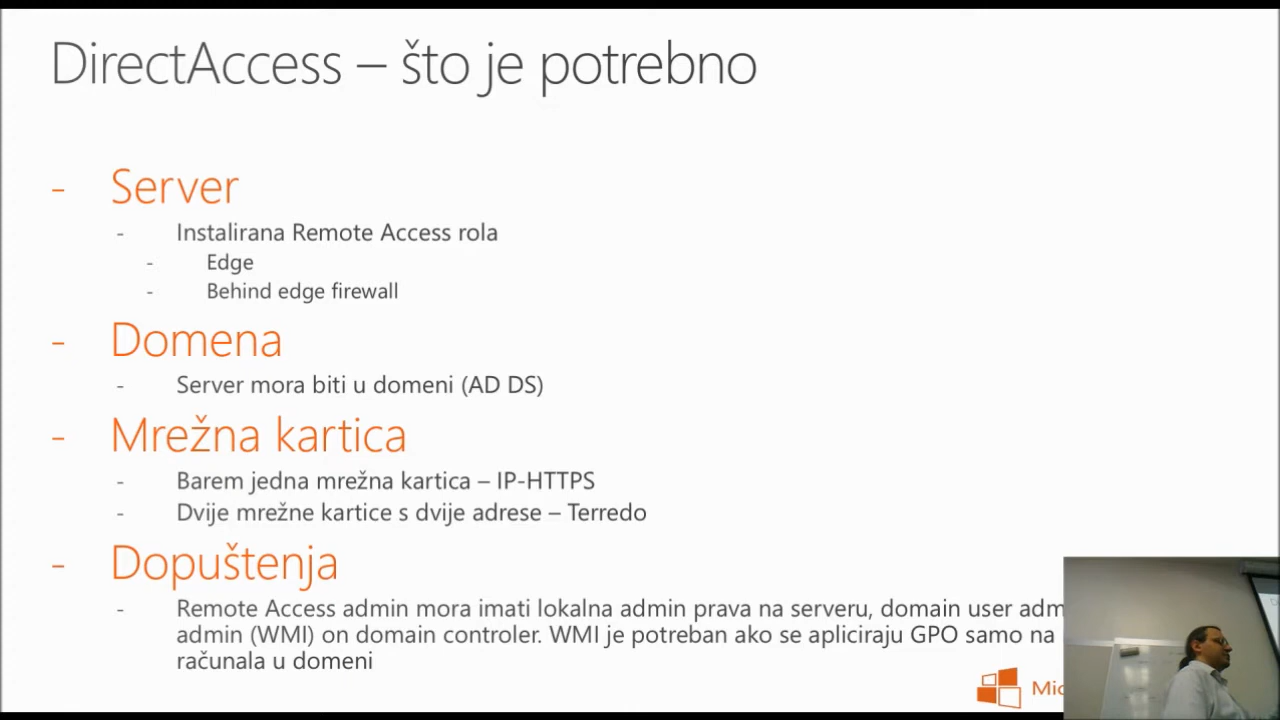 DirectAccess – što je potrebno
- Server
- Instalirana Remote Access rola
- Edge
- Behind edge firewall
- Domena
- Server mora biti u domeni (AD DS)
- Mrežna kartica
- Barem jedna mrežna kartica – IP-HTTPS
- Dvije mrežne kartice s dvije adrese – Terredo
- Dopuštenja
- Remote Access admin mora imati lokalna admin prava na serveru, domain user
admin (WMI) on domain controler. WMI je potreban ako se apliciraju GPO samo na
računala u domeni